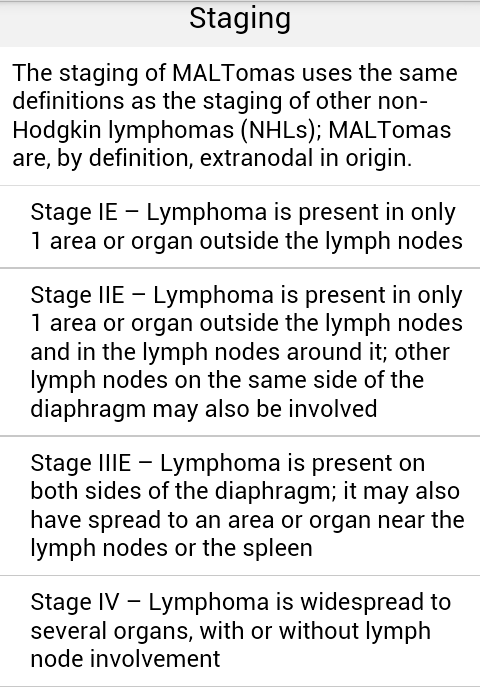 Staging
The staging of MALTomas uses the same
definitions as the staging of other non-
Hodgkin lymphomas (NHLs); MALTomas
are, by definition, extranodal in origin.
Stage IE – Lymphoma is present in only
1 area or organ outside the lymph nodes
Stage IIE – Lymphoma is present in only
1 area or organ outside the lymph nodes
and in the lymph nodes around it; other
lymph nodes on the same side of the
diaphragm may also be involved
Stage IIIE – Lymphoma is present on
both sides of the diaphragm; it may also
have spread to an area or organ near the
lymph nodes or the spleen
Stage IV – Lymphoma is widespread to
several organs, with or without lymph
node involvement